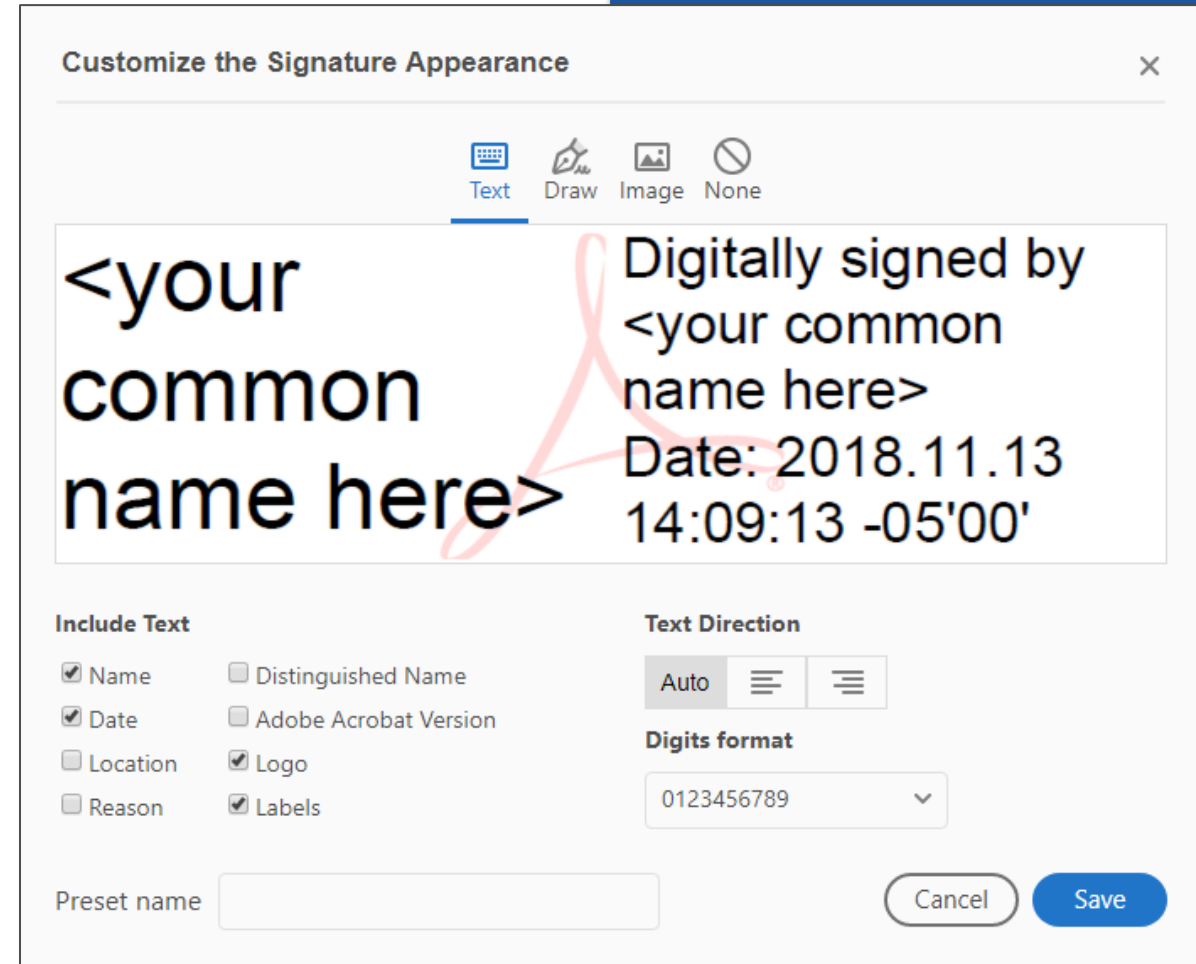 Customize the Signature Appearance
Text Draw Image None
<your
common
name here>
Digitally signed by
<your common
name here>
Date: 2018.11.13
14:09:13 -05'00'
®
Include Text
Name
Distinguished Name
Date
Adobe Acrobat Version
Location
Logo
Reason
Labels
Text Direction
Auto
Digits format
0123456789
Preset name
Cancel
Save